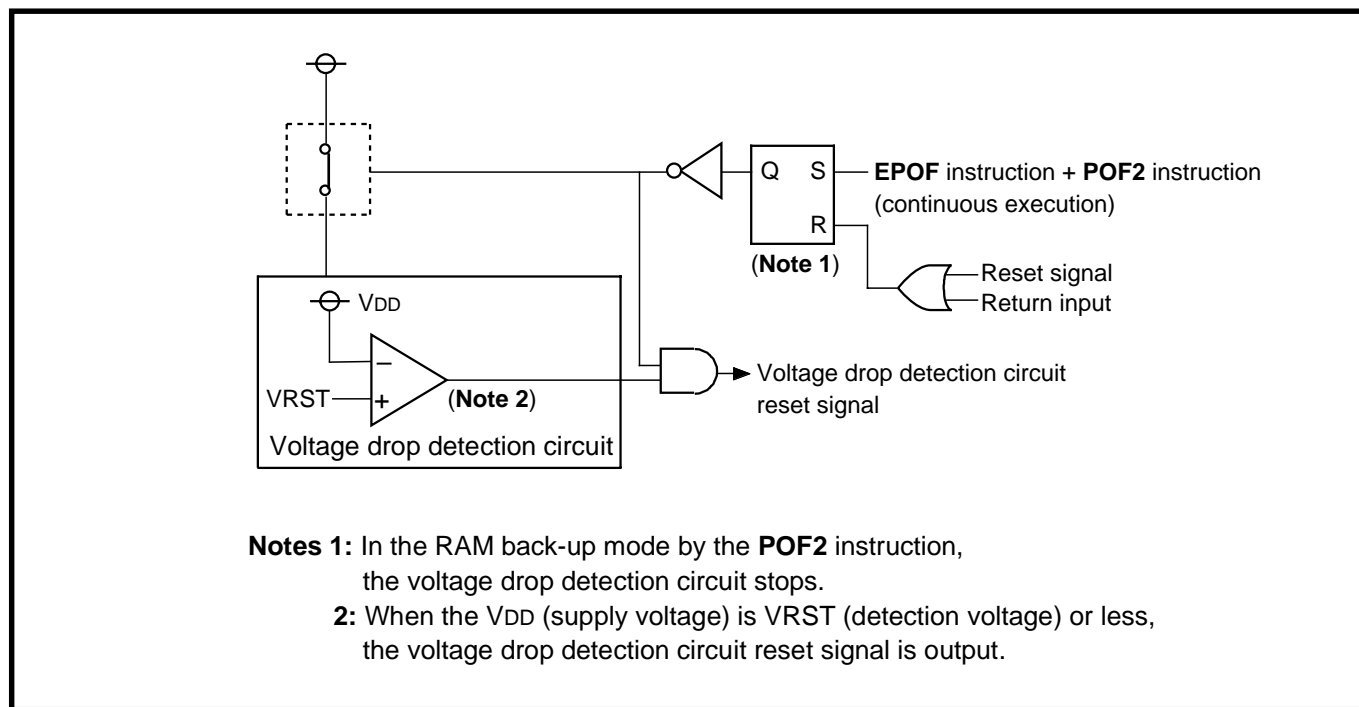 Q S
EPOF instruction + POF2 instruction
(continuous execution)
R
(Note 1)
Reset signal
Return input
VDD
–
VRST
+
(Note 2)
Voltage drop detection circuit
Voltage drop detection circuit
reset signal
Notes 1: In the RAM back-up mode by the POF2 instruction,
the voltage drop detection circuit stops.
2: When the VDD (supply voltage) is VRST (detection voltage) or less,
the voltage drop detection circuit reset signal is output.